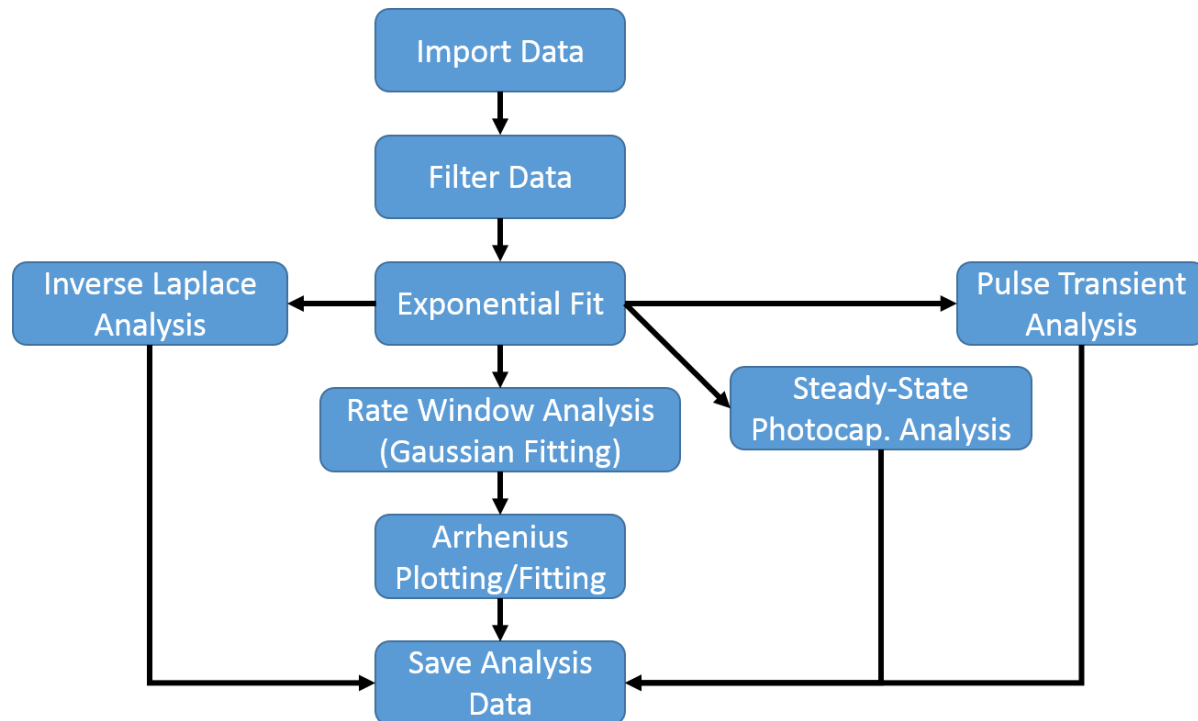 Import Data
Filter Data
Inverse Laplace
Analysis
Exponential Fit
Pulse Transient
Analysis
Rate Window Analysis
(Gaussian Fitting)
Steady-State
Photocap. Analysis
Arrhenius
Plotting/Fitting
Save Analysis
Data